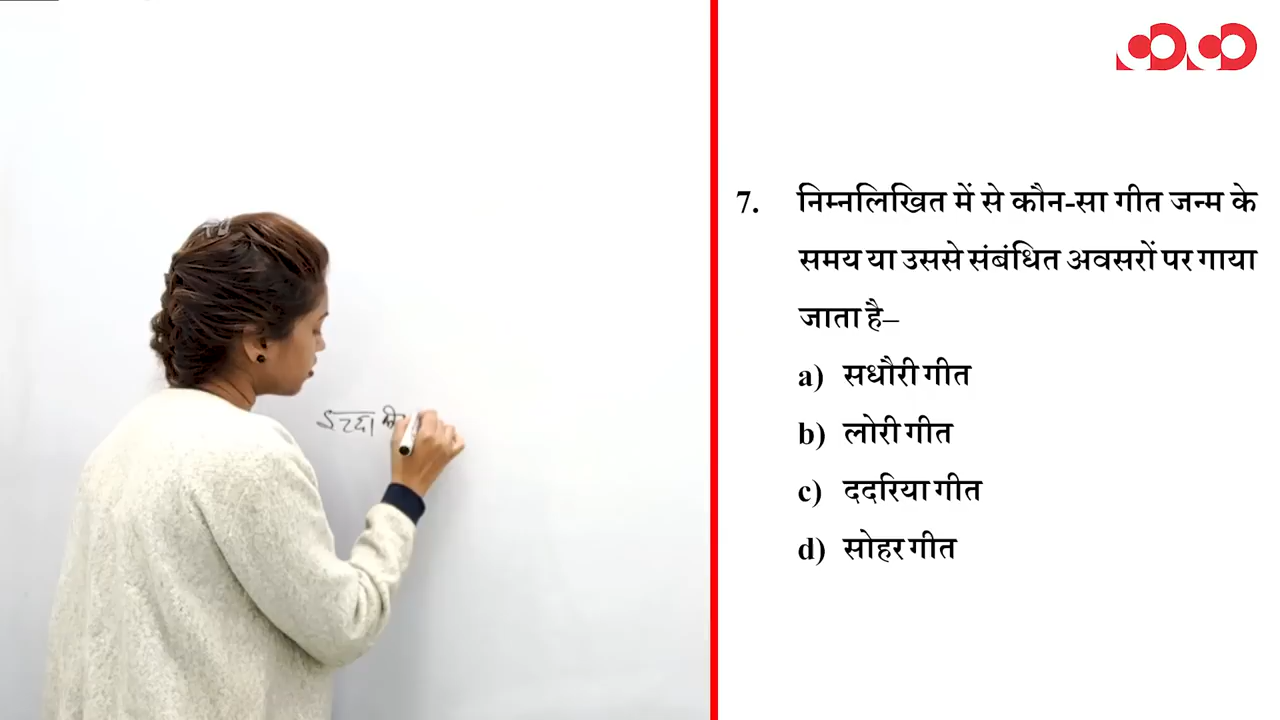 7. निम्नलिखित में से कौन-सा गीत जन्म के
समय या उससे संबंधित अवसरों पर गाया
जाता है–
a) सधौरी गीत
b) लोरी गीत
c) ददरिया गीत
d) सोहर गीत